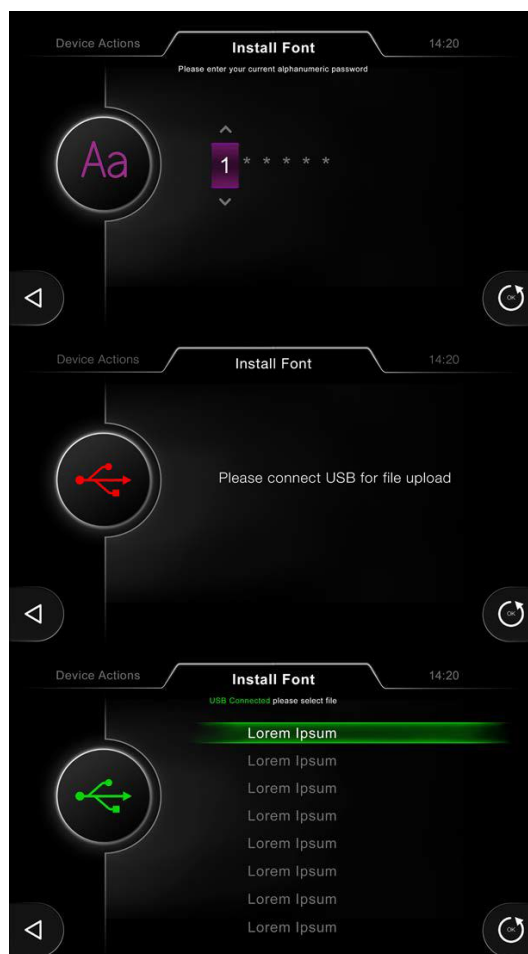 Device Actions Install Font 14:20
Please enter your current alphanumeric password
Aa
1 * * * * *
OK
Device Actions Install Font 14:20
Please connect USB for file upload
OK
Device Actions Install Font 14:20
USB Connected please select file
Lorem Ipsum
Lorem Ipsum
Lorem Ipsum
Lorem Ipsum
Lorem Ipsum
Lorem Ipsum
Lorem Ipsum
Lorem Ipsum
OK